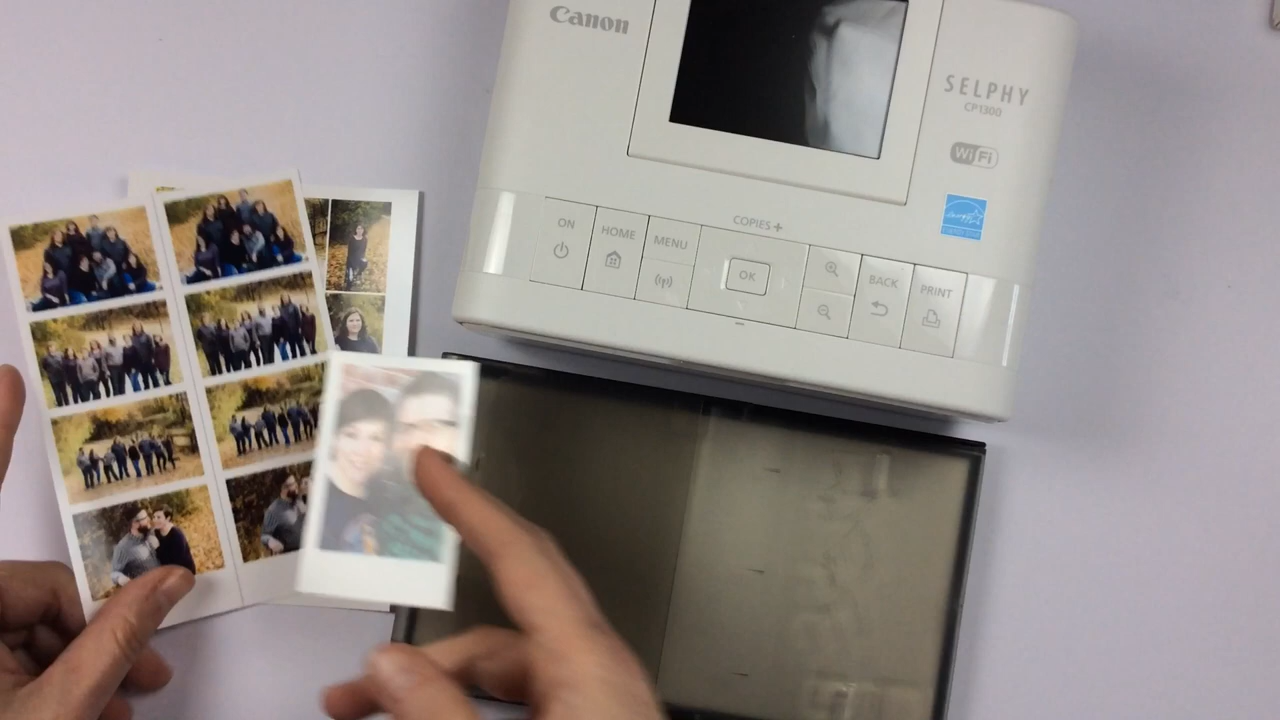 Canon
SELPHY
CP1300
WiFi
COPIES +
ON
HOME
MENU
OK
BACK
PRINT